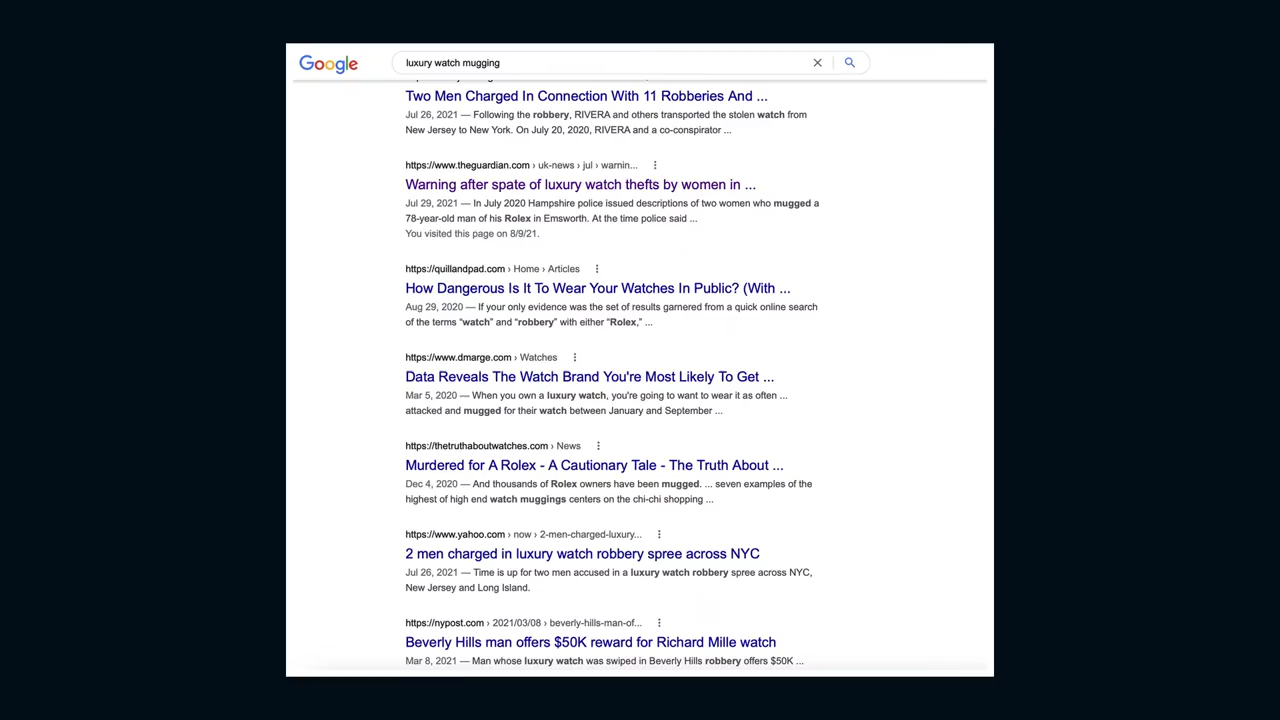 Google
luxury watch mugging
Two Men Charged In Connection With 11 Robberies And ...
Jul 26, 2021 — Following the robbery, RIVERA and others transported the stolen watch from
New Jersey to New York. On July 20, 2020, RIVERA and a co-conspirator ...
https://www.theguardian.com › uk-news › jul › warnin...
Warning after spate of luxury watch thefts by women in ...
Jul 29, 2021 — In July 2020 Hampshire police issued descriptions of two women who mugged a
78-year-old man of his Rolex in Emsworth. At the time police said ...
You visited this page on 8/9/21.
https://quillandpad.com › Home › Articles
How Dangerous Is It To Wear Your Watches In Public? (With ...
Aug 29, 2020 — If your only evidence was the set of results garnered from a quick online search
of the terms “watch” and “robbery” with either “Rolex,” ...
https://www.dmarge.com › Watches
Data Reveals The Watch Brand You're Most Likely To Get ...
Mar 5, 2020 — When you own a luxury watch, you're going to want to wear it as often ...
attacked and mugged for their watch between January and September ...
https://thetruthaboutwatches.com › News
Murdered for A Rolex - A Cautionary Tale - The Truth About ...
Dec 4, 2020 — And thousands of Rolex owners have been mugged. ... seven examples of the
highest of high end watch muggings centers on the chi-chi shopping ...
https://www.yahoo.com › now › 2-men-charged-luxury...
2 men charged in luxury watch robbery spree across NYC
Jul 26, 2021 — Time is up for two men accused in a luxury watch robbery spree across NYC,
New Jersey and Long Island.
https://nypost.com › 2021/03/08 › beverly-hills-man-of...
Beverly Hills man offers $50K reward for Richard Mille watch
Mar 8, 2021 — Man whose luxury watch was swiped in Beverly Hills robbery offers $50K ...